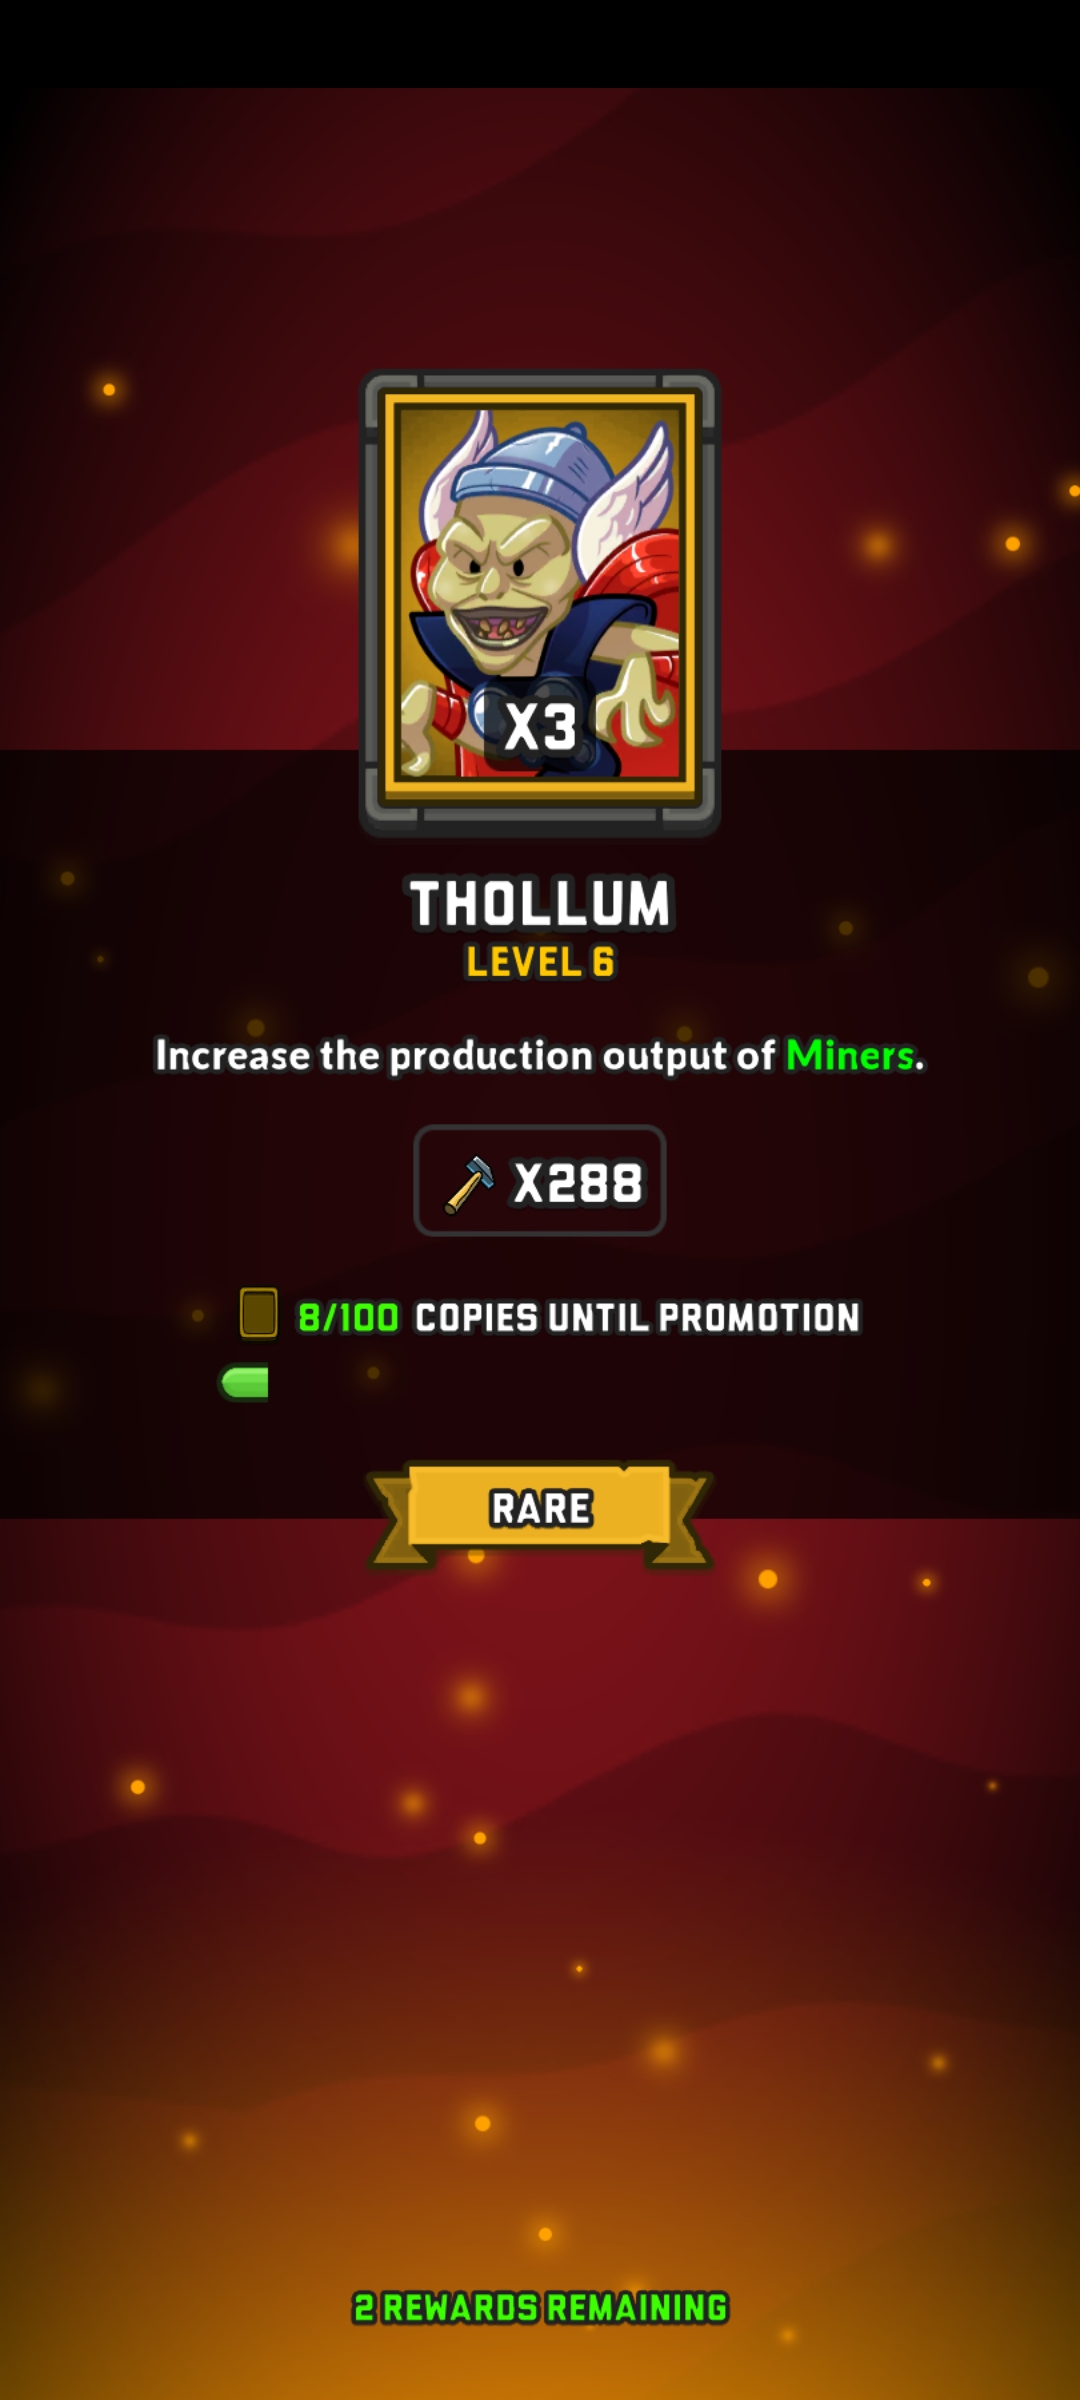 X3
THOLLUM
LEVEL 6
Increase the production output of Miners.
X288
8/100 COPIES UNTIL PROMOTION
RARE
2 REWARDS REMAINING